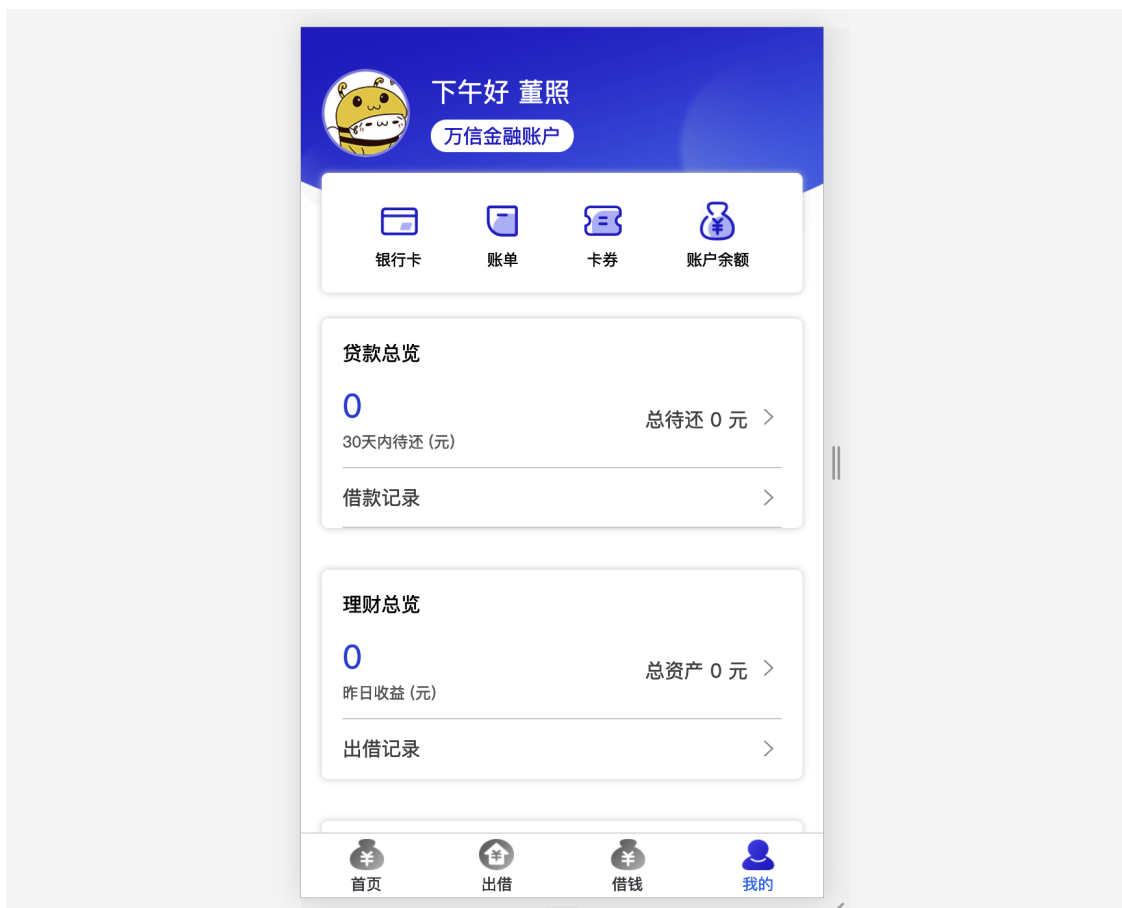 下午好 董照
万信金融账户
银行卡 账单 卡券 账户余额
贷款总览
0
总待还 0 元
30天内待还 (元)
借款记录
理财总览
0
总资产 0 元
昨日收益 (元)
出借记录
首页 出借 借钱 我的